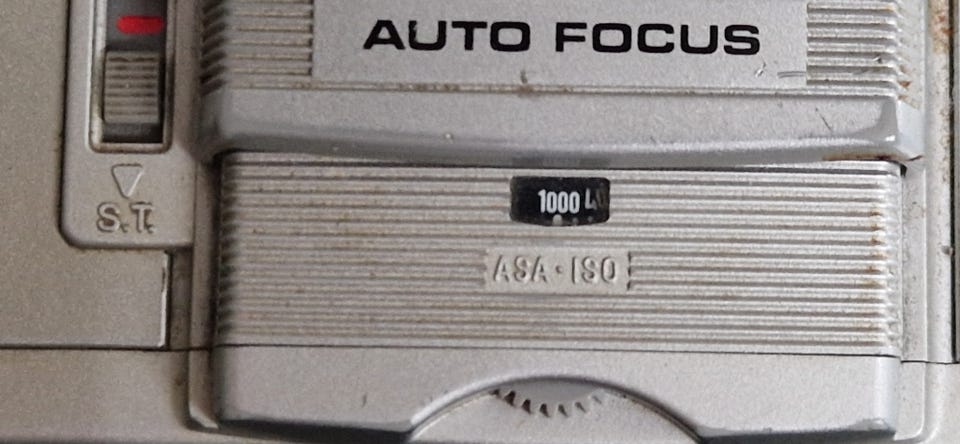 AUTO FOCUS
S.T.
1000
ASA·ISO